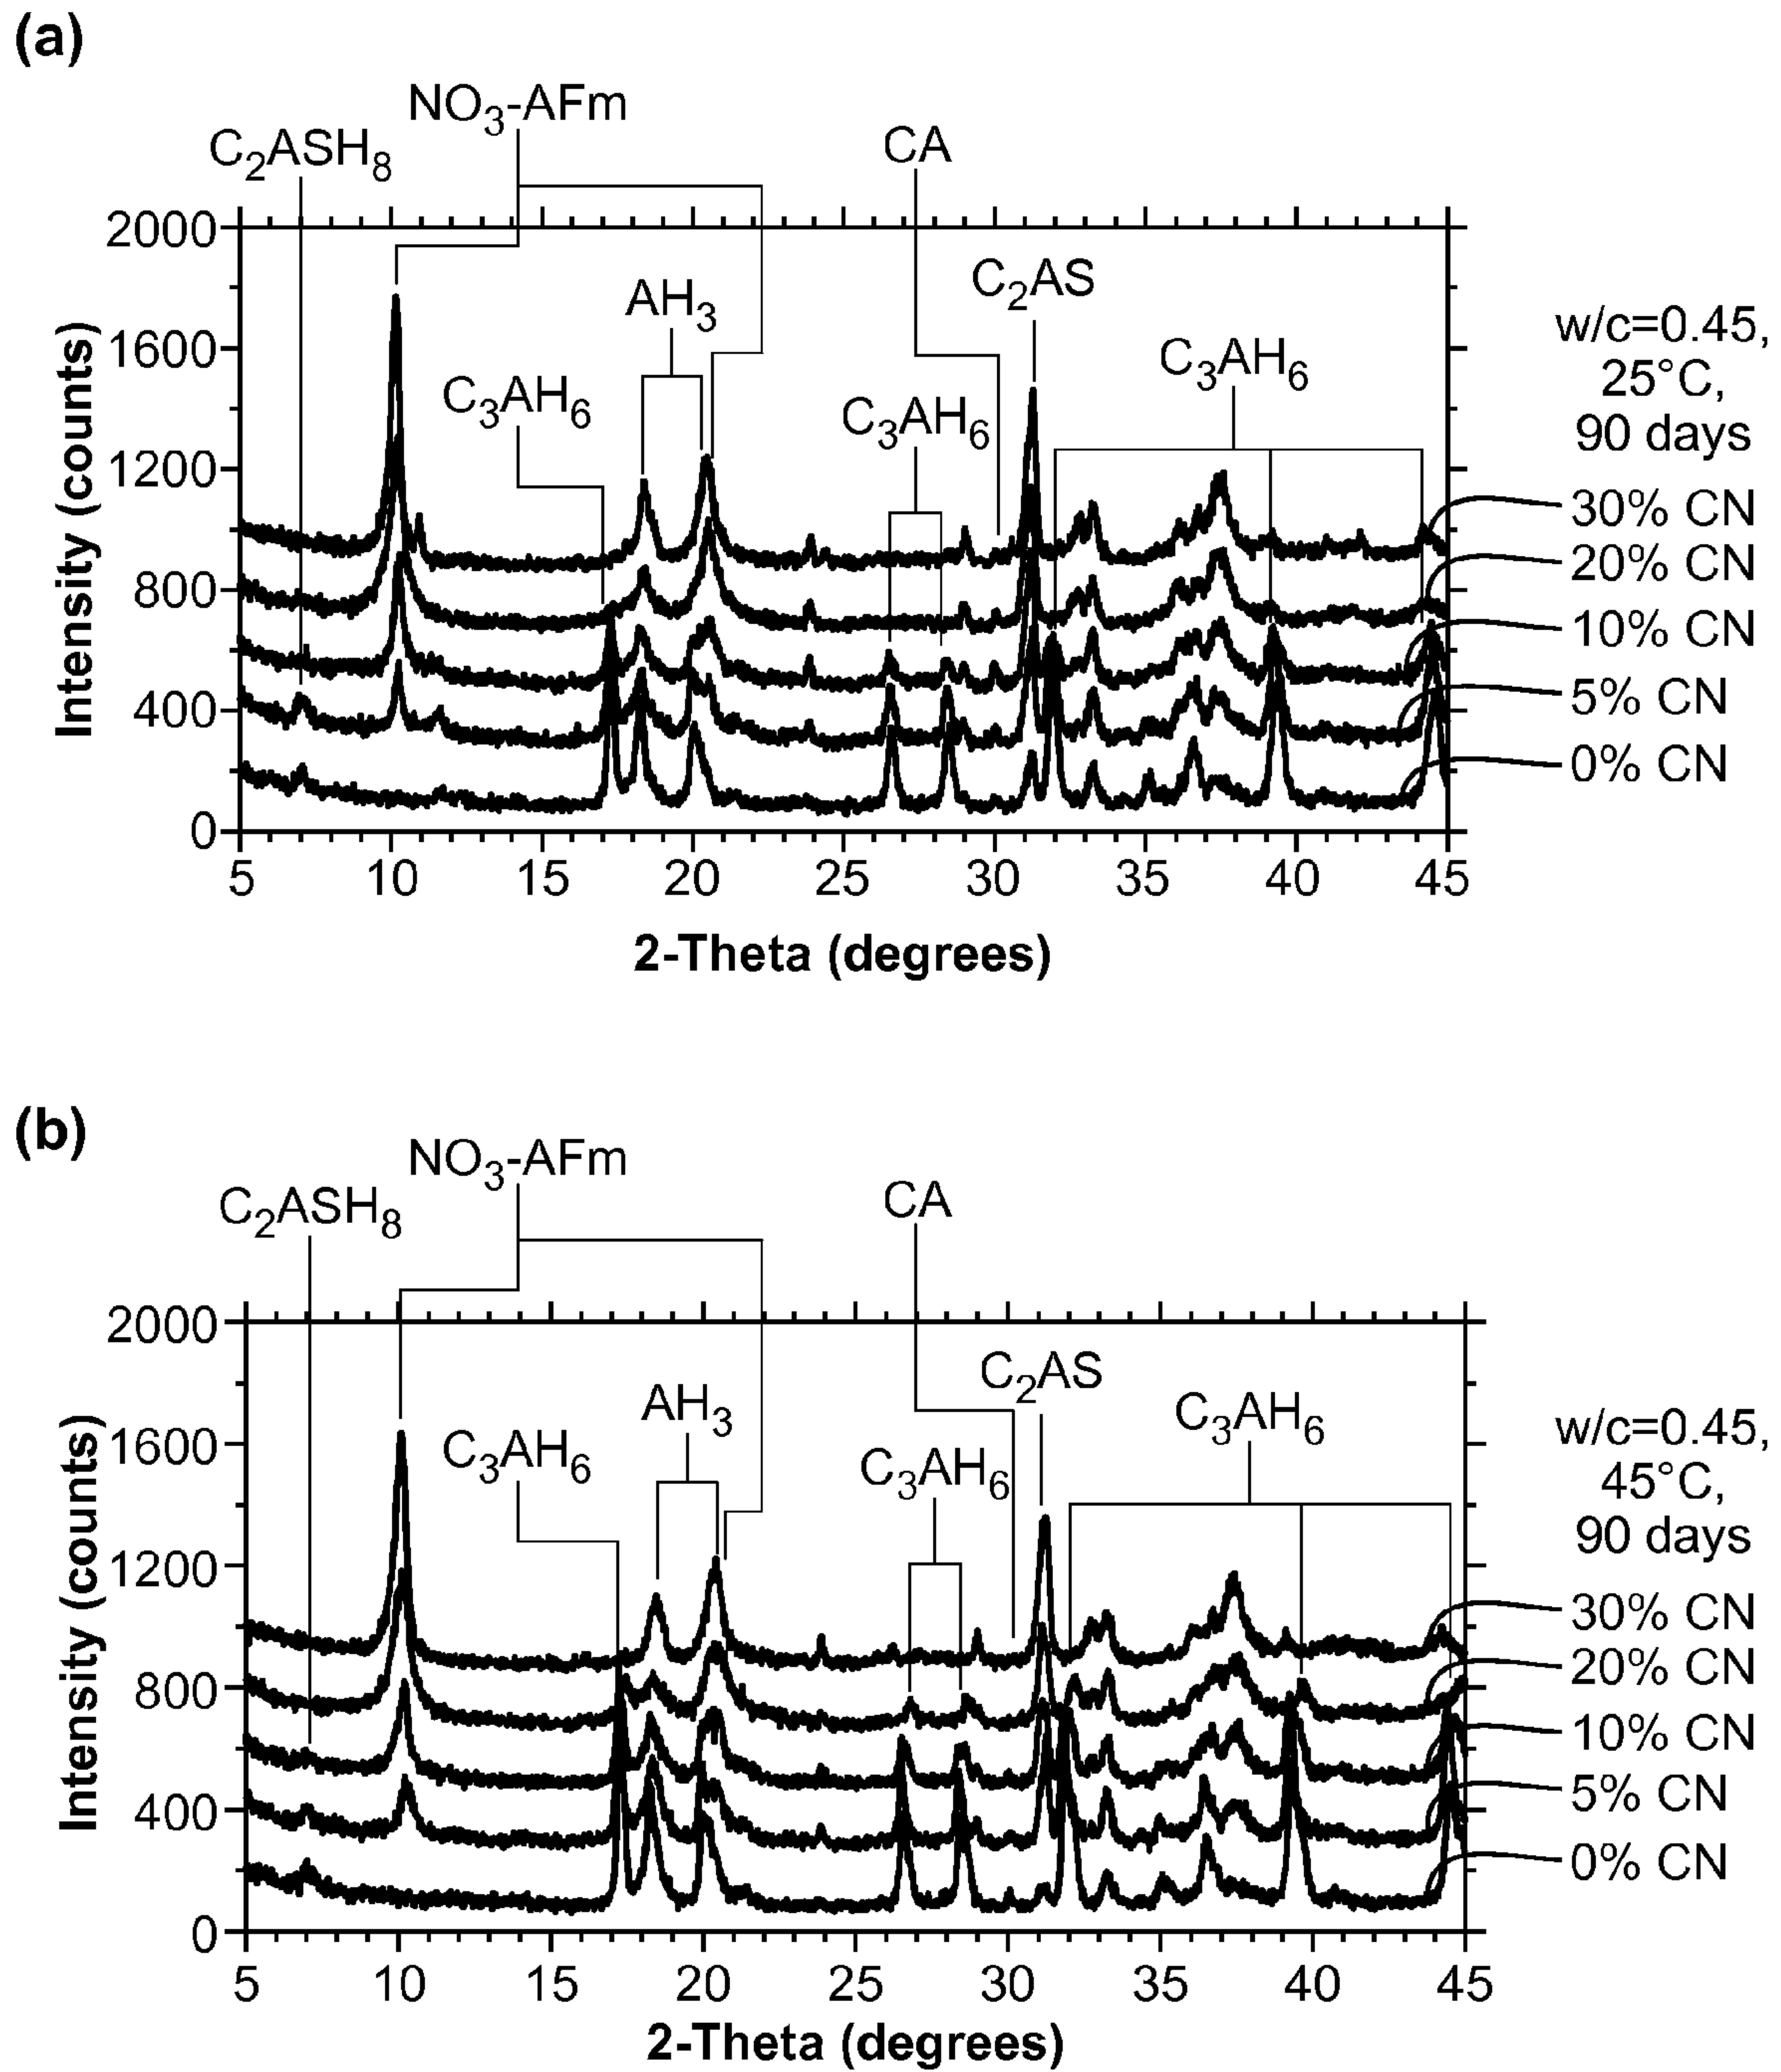 (a)
NO3-AFm
C2ASH8
CA
2000
C2AS
AH3
w/c=0.45,
25°C,
90 days
1600
C3AH6
C3AH6
C3AH6
1200
30% CN
20% CN
800
10% CN
400
5% CN
0% CN
0
Intensity (counts)
5 10 15 20 25 30 35 40 45
2-Theta (degrees)
(b)
NO3-AFm
C2ASH8
CA
2000
C2AS
AH3
C3AH6
w/c=0.45,
45°C,
90 days
1600
C3AH6
C3AH6
1200
30% CN
20% CN
800
10% CN
400
5% CN
0% CN
0
Intensity (counts)
5 10 15 20 25 30 35 40 45
2-Theta (degrees)